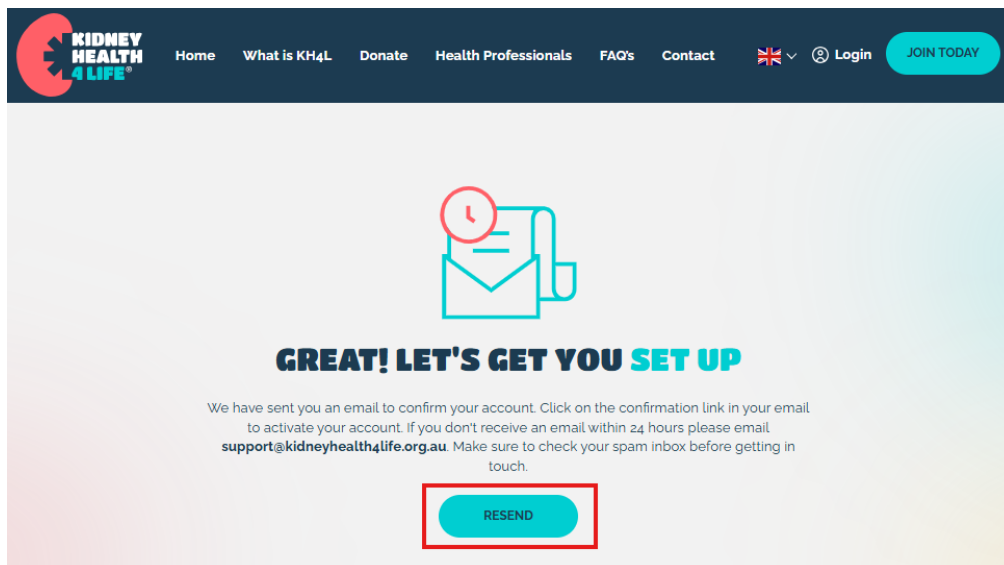 KIDNEY
HEALTH
4 LIFE®
Home What is KH4L Donate Health Professionals FAQ's Contact Login JOIN TODAY
GREAT! LET'S GET YOU SET UP
We have sent you an email to confirm your account. Click on the confirmation link in your email
to activate your account. If you don't receive an email within 24 hours please email
support@kidneyhealth4life.org.au. Make sure to check your spam inbox before getting in
touch.
RESEND